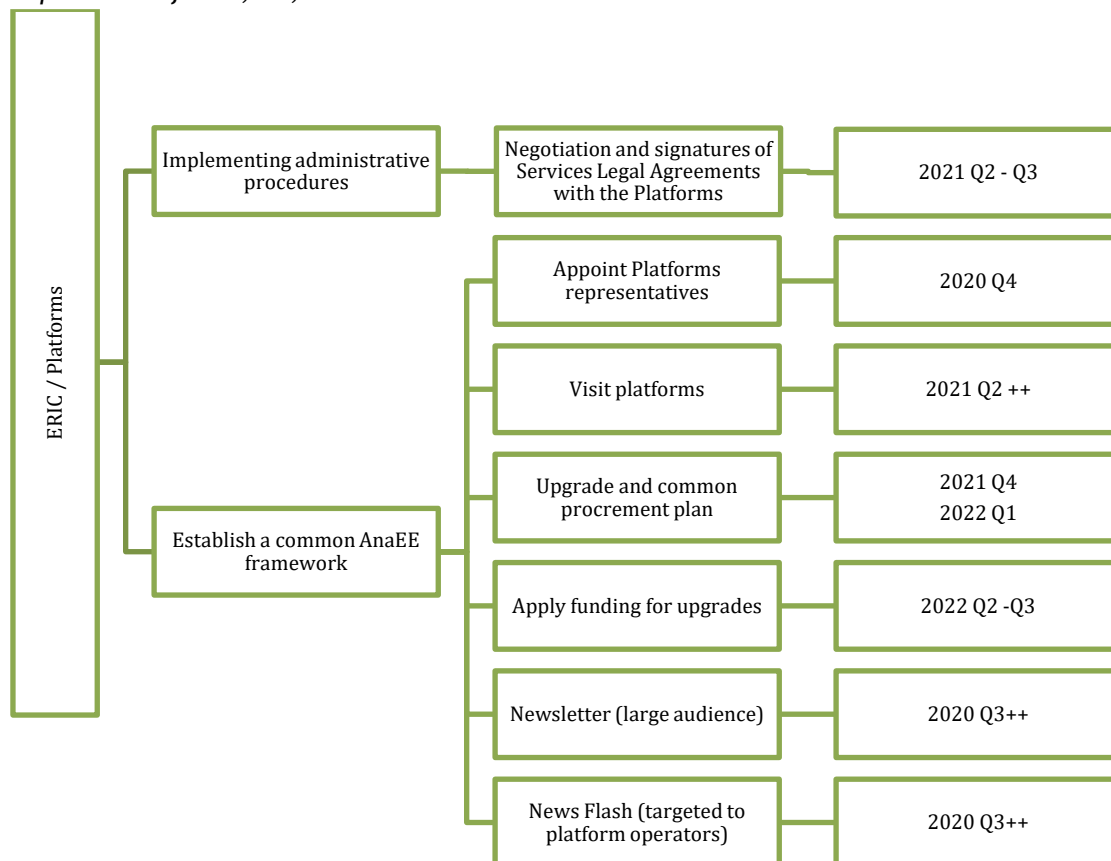 ERIC / Platforms
Implementing administrative
procedures
Negotiation and signatures of
Services Legal Agreements
with the Platforms
2021 Q2 - Q3
Establish a common AnaEE
framework
Appoint Platforms
representatives
2020 Q4
Visit platforms
2021 Q2 ++
Upgrade and common
procrement plan
2021 Q4
2022 Q1
Apply funding for upgrades
2022 Q2 -Q3
Newsletter (large audience)
2020 Q3++
News Flash (targeted to
platform operators)
2020 Q3++